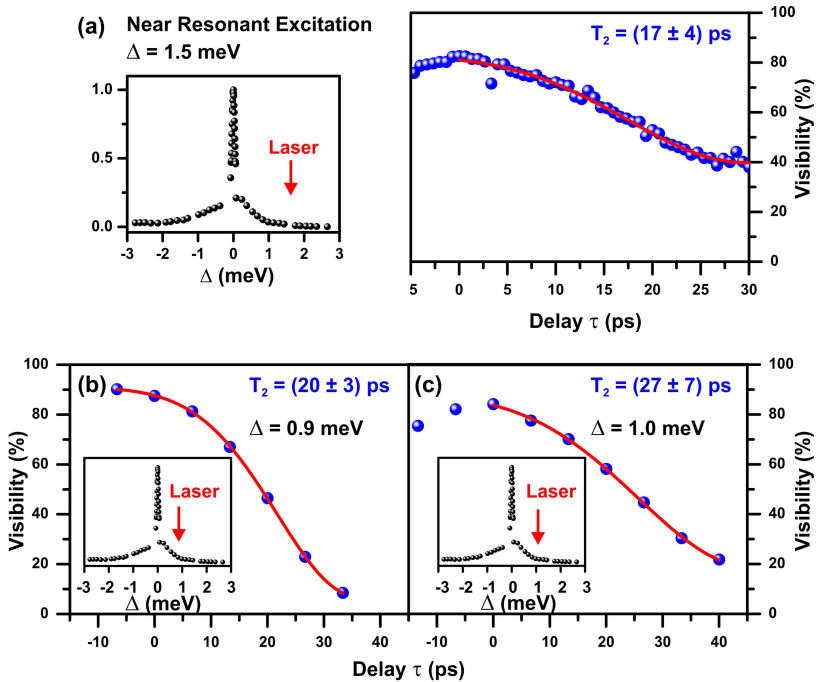 (a) Near Resonant Excitation
Δ = 1.5 meV
1.0
0.5
0.0
Laser
-3 -2 -1 0 1 2 3
Δ (meV)
T2 = (17 ± 4) ps
100
80
60
40
20
0
Visibility (%)
5 0 5 10 15 20 25 30
Delay τ (ps)
100
80
60
40
20
0
Visibility (%)
(b) T2 = (20 ± 3) ps
Δ = 0.9 meV
Laser
-3 -2 -1 0 1 2 3
Δ (meV)
-10 0 10 20 30 40
(c) T2 = (27 ± 7) ps
Δ = 1.0 meV
Laser
-3 -2 -1 0 1 2 3
Δ (meV)
-10 0 10 20 30 40
100
80
60
40
20
0
Visibility (%)
Delay τ (ps)